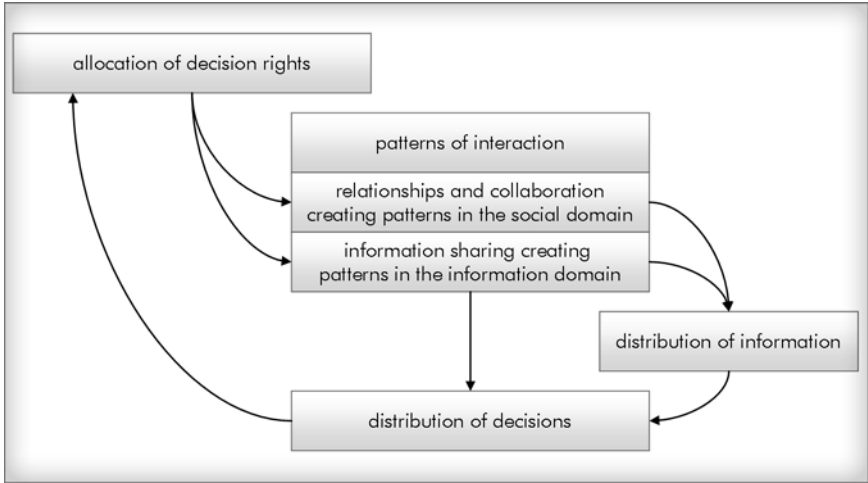 allocation of decision rights
patterns of interaction
relationships and collaboration
creating patterns in the social domain
information sharing creating
patterns in the information domain
distribution of information
distribution of decisions